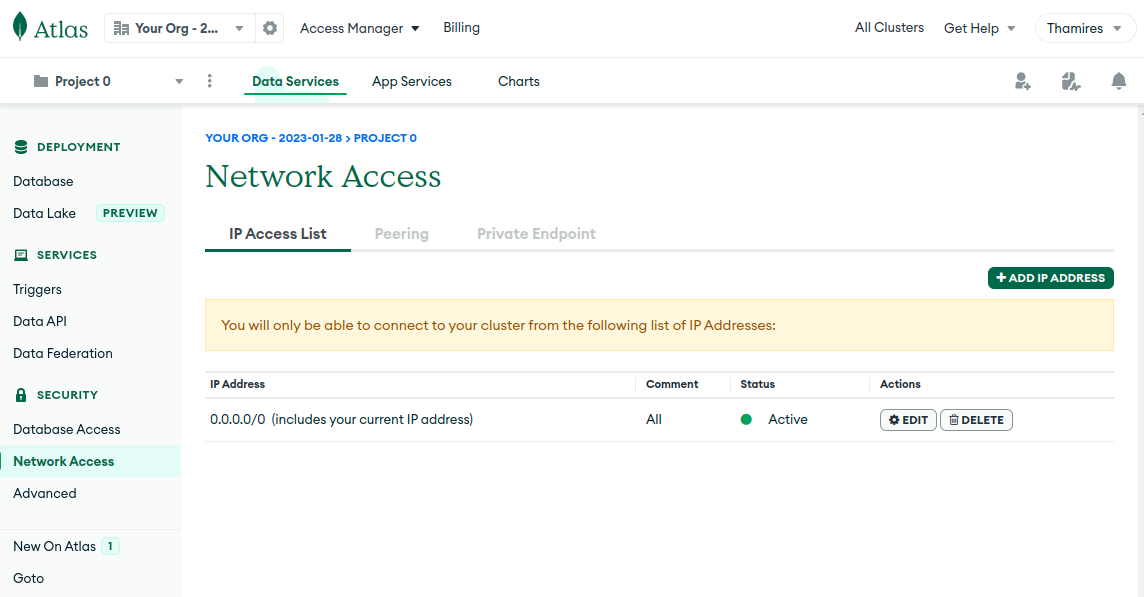 Atlas Your Org - 2... Access Manager Billing All Clusters Get Help Thamires
Project 0 Data Services App Services Charts
DEPLOYMENT
Database
Data Lake PREVIEW
SERVICES
Triggers
Data API
Data Federation
SECURITY
Database Access
Network Access
Advanced
New On Atlas 1
Goto
YOUR ORG - 2023-01-28 > PROJECT 0
Network Access
IP Access List Peering Private Endpoint
+ ADD IP ADDRESS
You will only be able to connect to your cluster from the following list of IP Addresses:
IP Address Comment Status Actions
0.0.0.0/0 (includes your current IP address) All Active EDIT DELETE